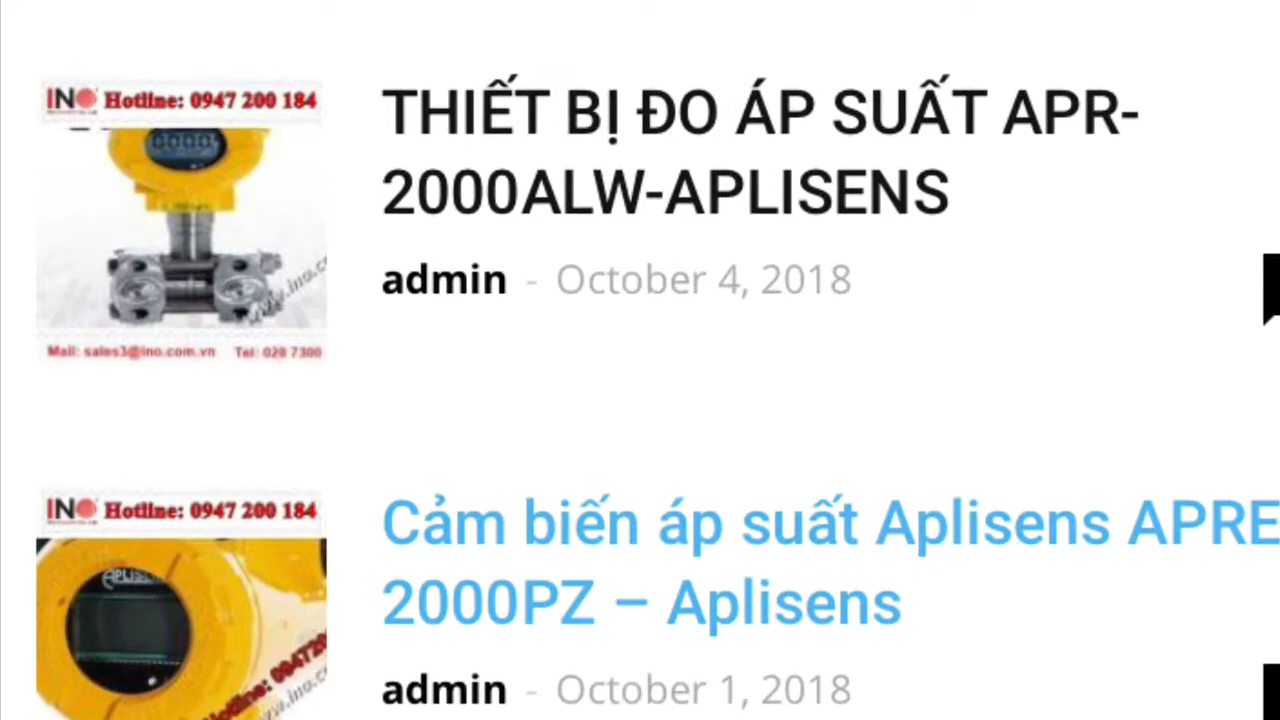 INO Hotline: 0947 200 184
THIẾT BỊ ĐO ÁP SUẤT APR-
2000ALW-APLISENS
admin - October 4, 2018
Mail: sales3@ino.com.vn Tel: 028 7300
INO Hotline: 0947 200 184
Cảm biến áp suất Aplisens APRE
2000PZ – Aplisens
admin - October 1, 2018